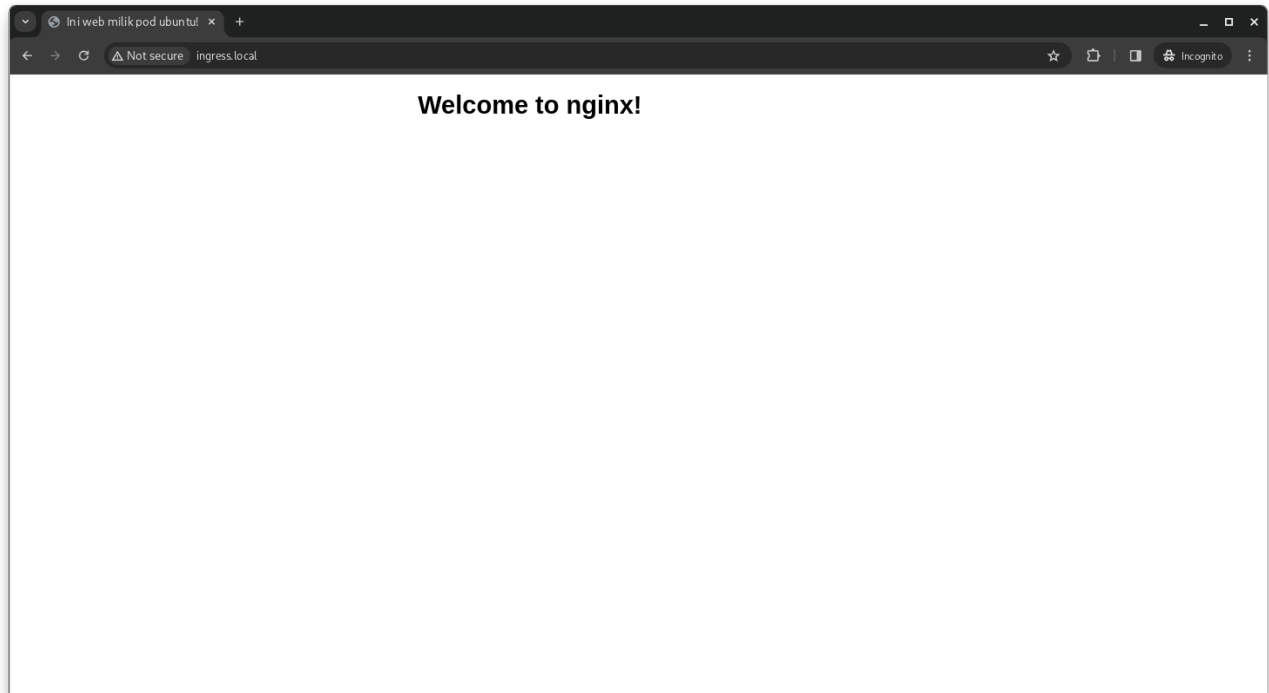 Ini web milik pod ubuntu!
Not secure ingress.local
Incognito
Welcome to nginx!